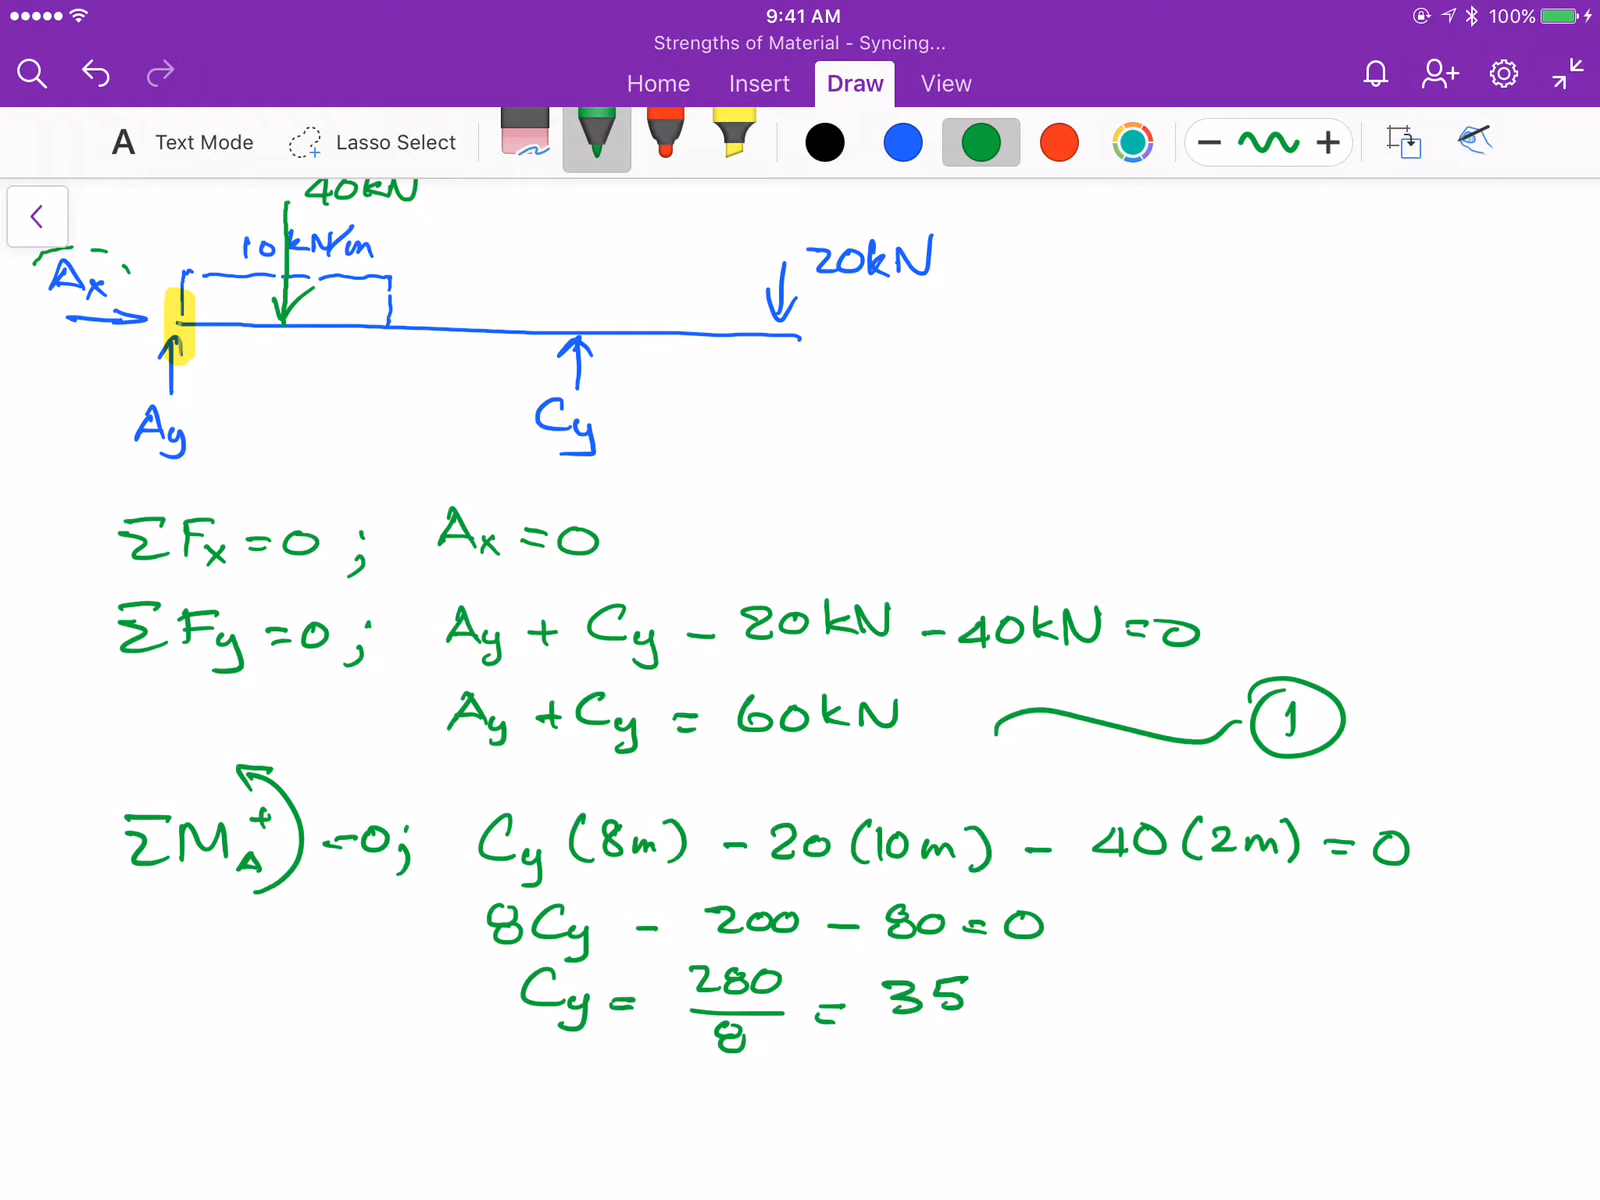 9:41 AM
100%
Strengths of Material - Syncing...
Home Insert Draw View
A Text Mode Lasso Select
40kN
10kN/m
20kN
Ax
Ay
Cy
ΣFx = 0 ; Ax = 0
ΣFy = 0 ; Ay + Cy - 20kN - 40kN = 0
Ay + Cy = 60kN 1
ΣMA + = 0; Cy (8m) - 20 (10m) - 40 (2m) = 0
8Cy - 200 - 80 = 0
Cy = 280/8 = 35